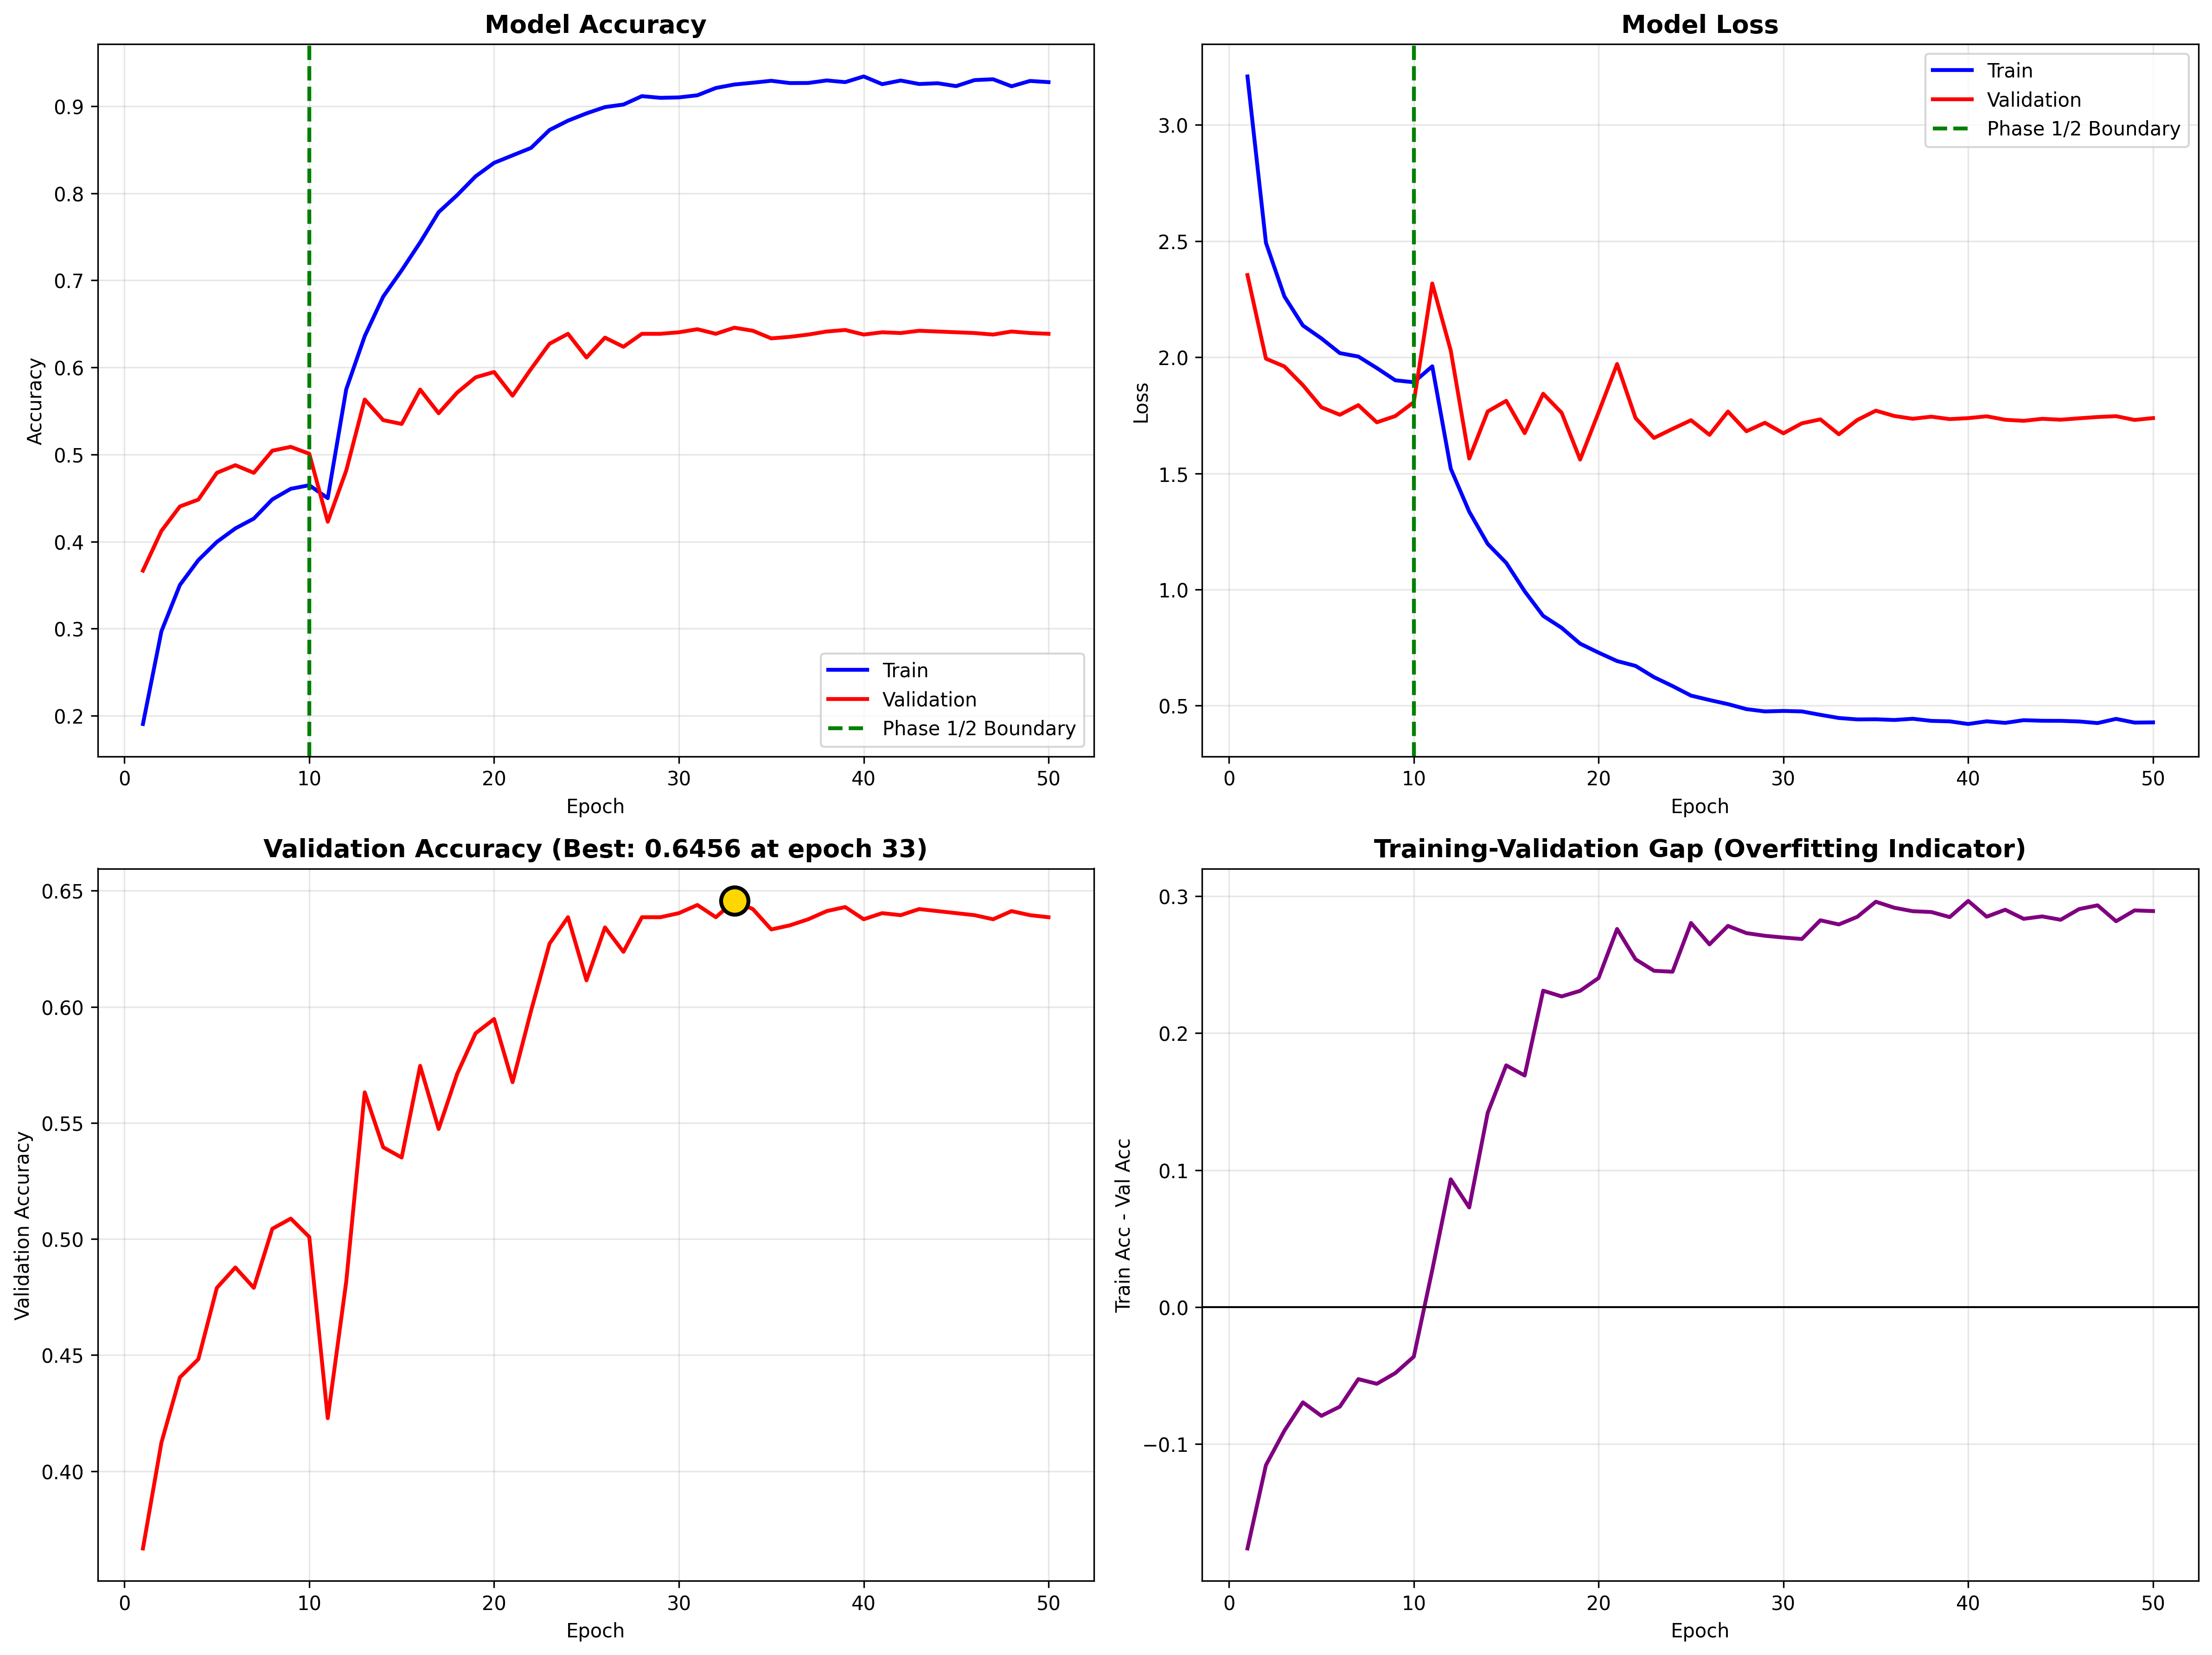 Model Accuracy
Accuracy
0.9
0.8
0.7
0.6
0.5
0.4
0.3
0.2
Train
Validation
Phase 1/2 Boundary
0 10 20 30 40 50
Epoch
Model Loss
Loss
3.0
2.5
2.0
1.5
1.0
0.5
Train
Validation
Phase 1/2 Boundary
0 10 20 30 40 50
Epoch
Validation Accuracy (Best: 0.6456 at epoch 33)
Validation Accuracy
0.65
0.60
0.55
0.50
0.45
0.40
0 10 20 30 40 50
Epoch
Training-Validation Gap (Overfitting Indicator)
Train Acc - Val Acc
0.3
0.2
0.1
0.0
−0.1
0 10 20 30 40 50
Epoch